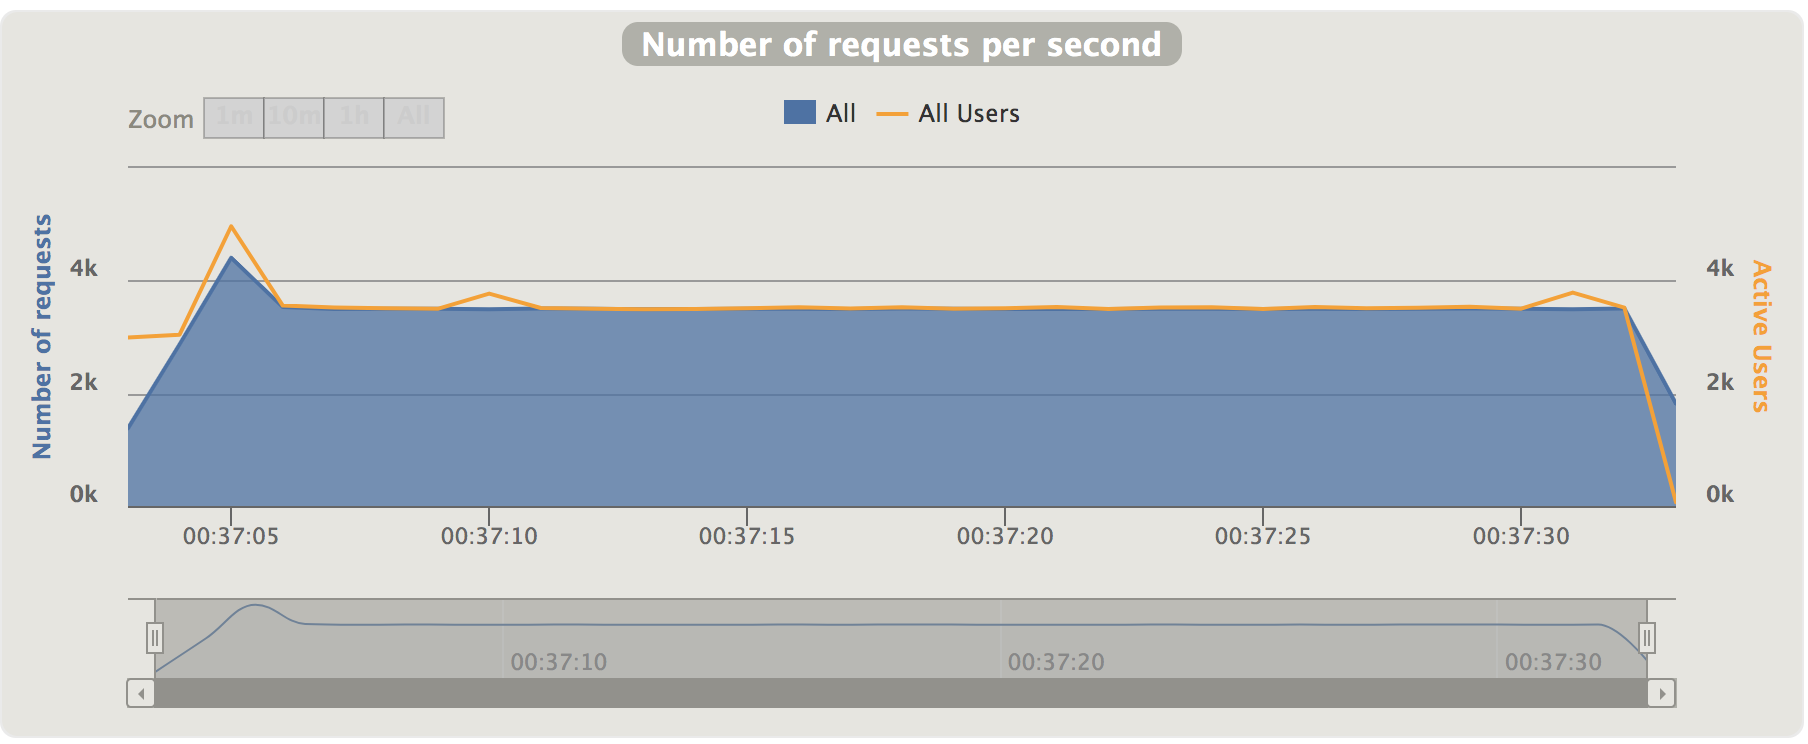 Number of requests per second
Zoom 1m 10m 1h All
All All Users
Number of requests
4k
2k
0k
4k
2k
0k
Active Users
00:37:05 00:37:10 00:37:15 00:37:20 00:37:25 00:37:30
00:37:10 00:37:20 00:37:30